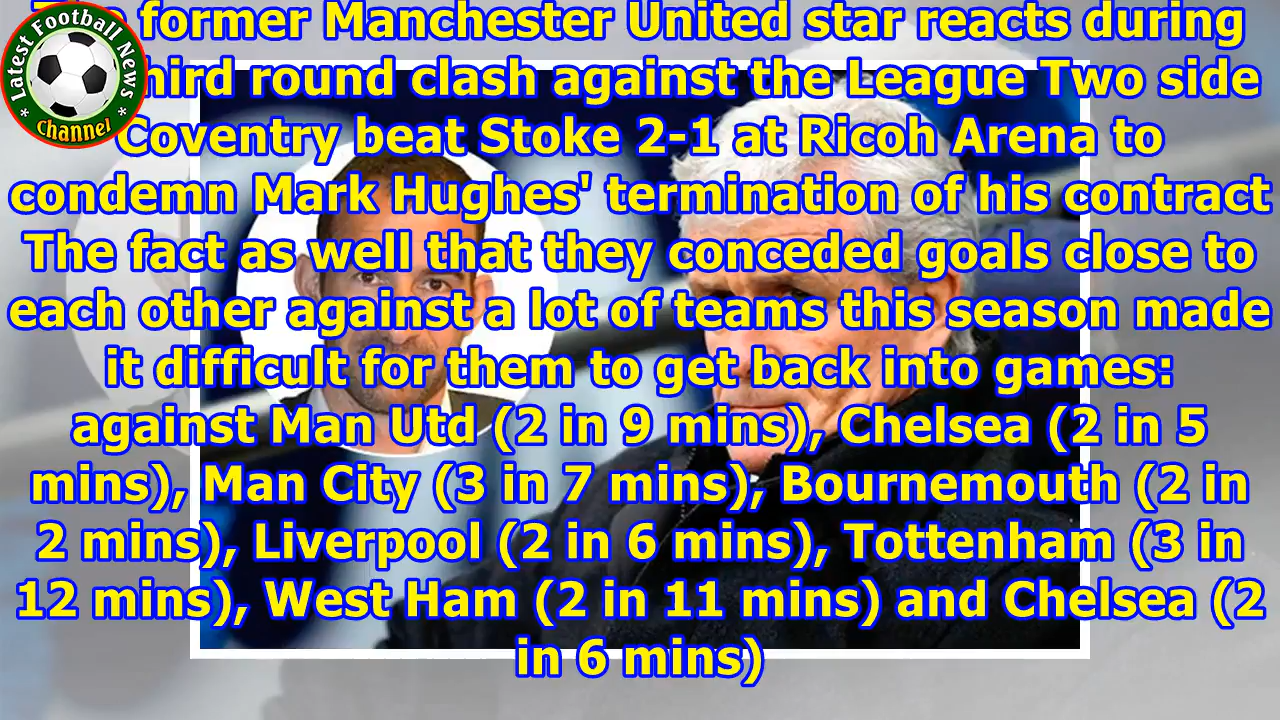 former Manchester United star reacts during
hird round clash against the League Two side
Coventry beat Stoke 2-1 at Ricoh Arena to
condemn Mark Hughes' termination of his contract
The fact as well that they conceded goals close to
each other against a lot of teams this season made
it difficult for them to get back into games:
against Man Utd (2 in 9 mins), Chelsea (2 in 5
mins), Man City (3 in 7 mins), Bournemouth (2 in
2 mins), Liverpool (2 in 6 mins), Tottenham (3 in
12 mins), West Ham (2 in 11 mins) and Chelsea (2
in 6 mins)
* Latest Football News *
Channel